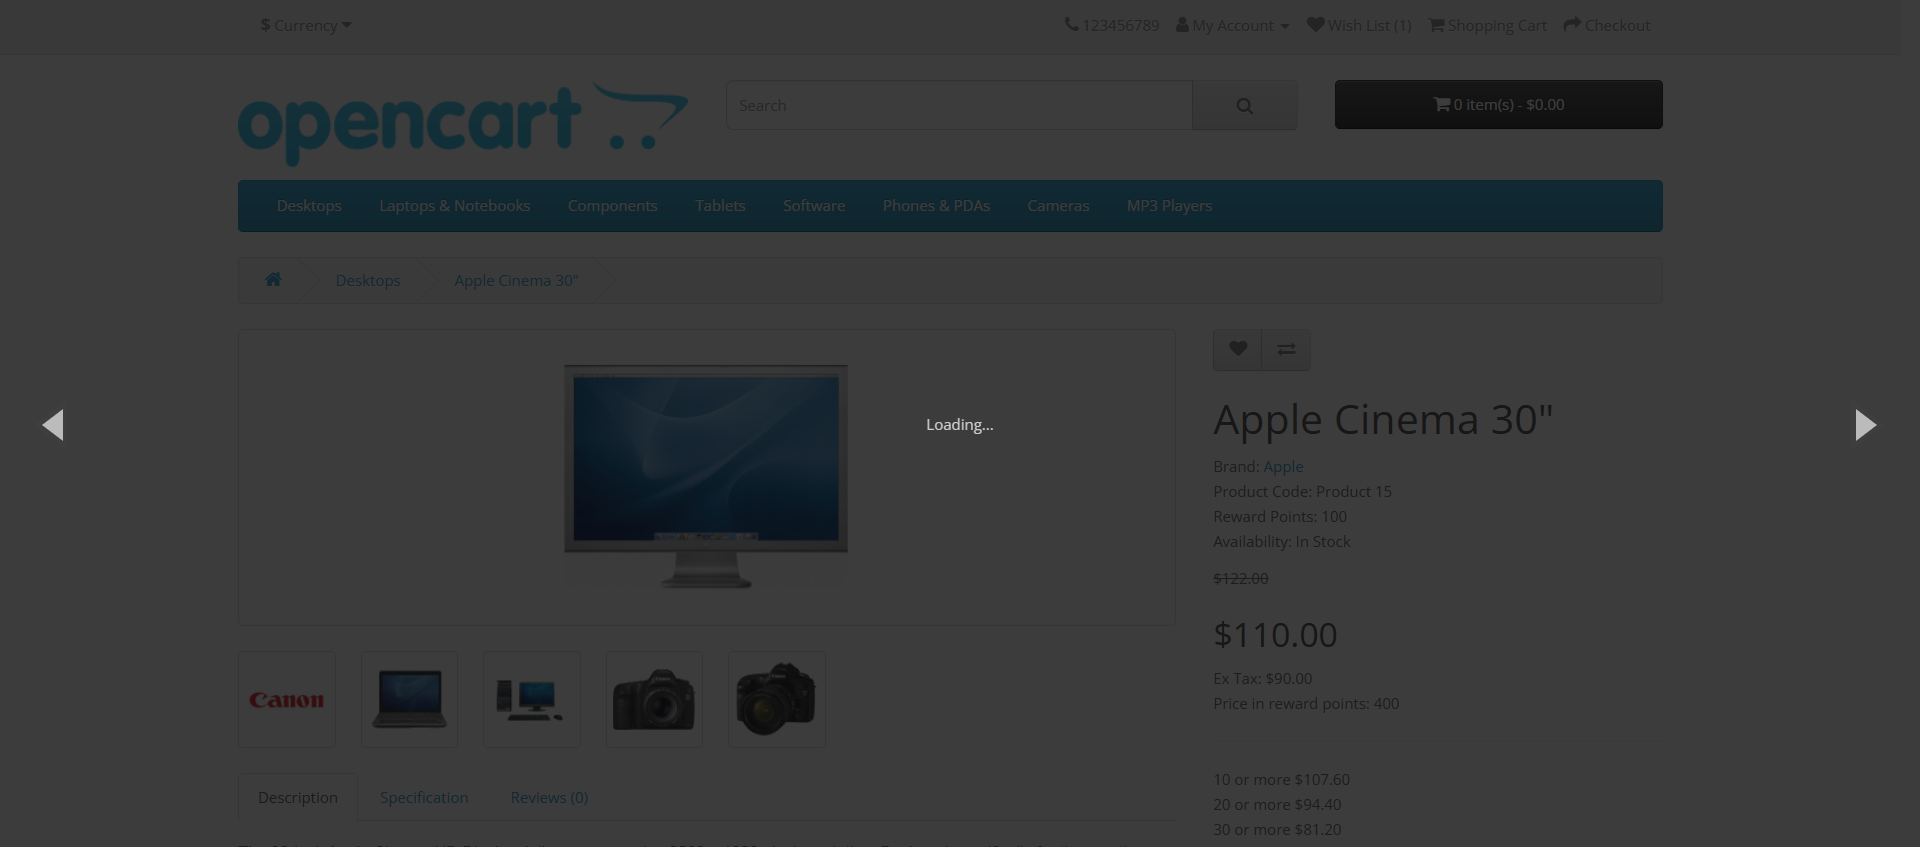 $ Currency
123456789 My Account Wish List (1) Shopping Cart Checkout
opencart
Search
0 item(s) - $0.00
Desktops Laptops & Notebooks Components Tablets Software Phones & PDAs Cameras MP3 Players
Desktops Apple Cinema 30"
Loading...
Apple Cinema 30"
Brand: Apple
Product Code: Product 15
Reward Points: 100
Availability: In Stock
$122.00
$110.00
Ex Tax: $90.00
Price in reward points: 400
Canon
10 or more $107.60
20 or more $94.40
30 or more $81.20
Description Specification Reviews (0)